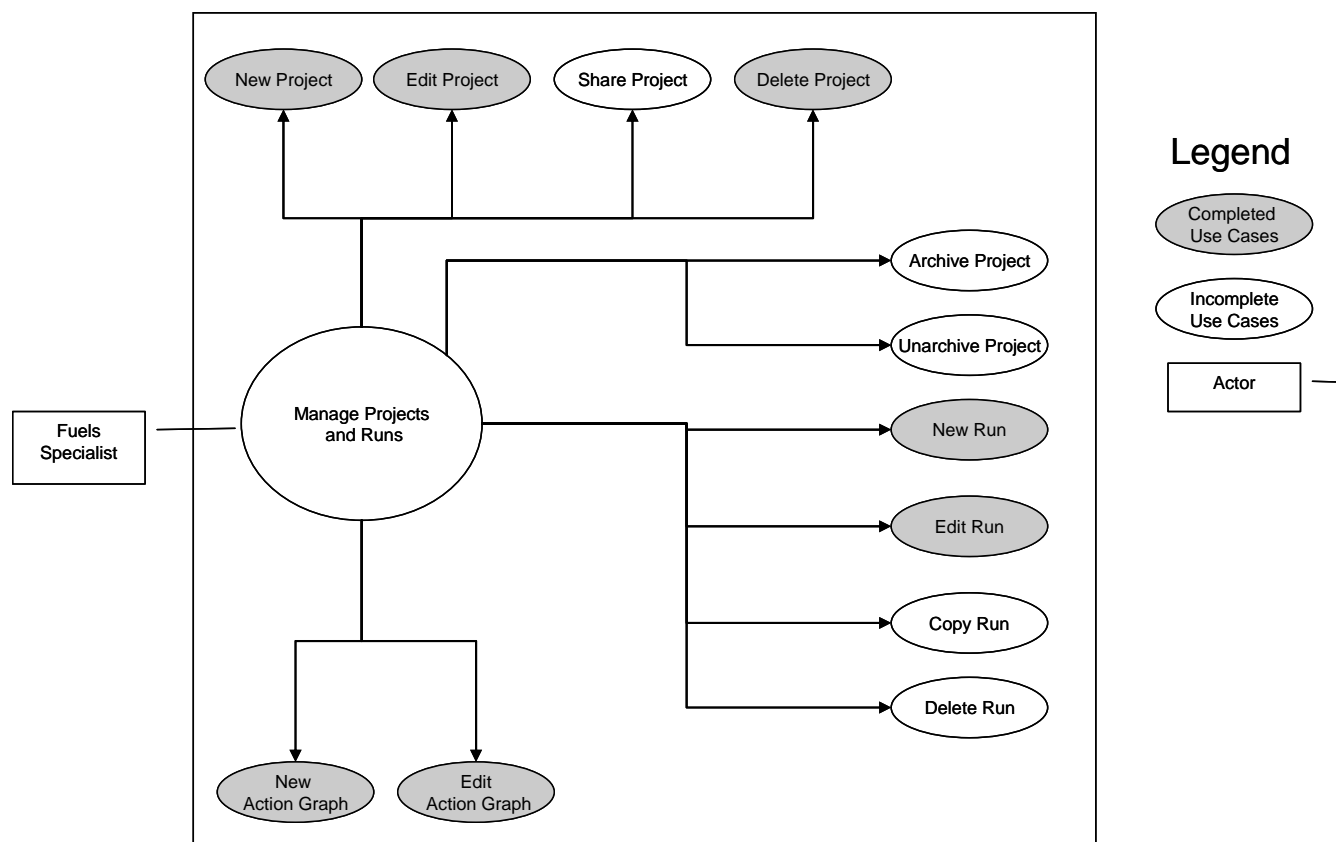 New Project
Edit Project
Share Project
Delete Project
Legend
Completed
Use Cases
Archive Project
Incomplete
Use Cases
Unarchive Project
Actor
Manage Projects
and Runs
New Run
Fuels
Specialist
Edit Run
Copy Run
Delete Run
New
Action Graph
Edit
Action Graph